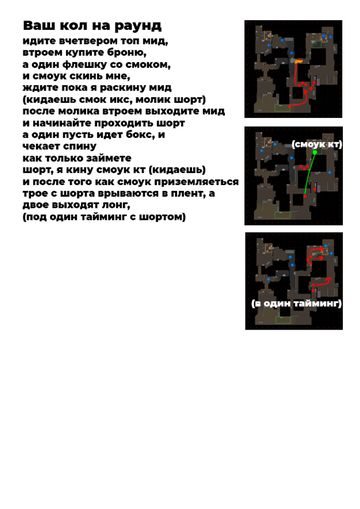 Ваш кол на раунд
идите вчетвером топ мид,
втроем купите броню,
а один флешку со смоком,
и смоук скинь мне,
ждите пока я раскину мид
(кидаешь смок икс, молик шорт)
после молика втроем выходите мид
и начинайте проходить шорт
а один пусть идет бокс, и
чекает спину
как только займете
шорт, я кину смоук кт (кидаешь)
и после того как смоук приземляеться
трое с шорта врываются в плент, а
двое выходят лонг,
(под один тайминг с шортом)
(смоук кт)
(в один тайминг)